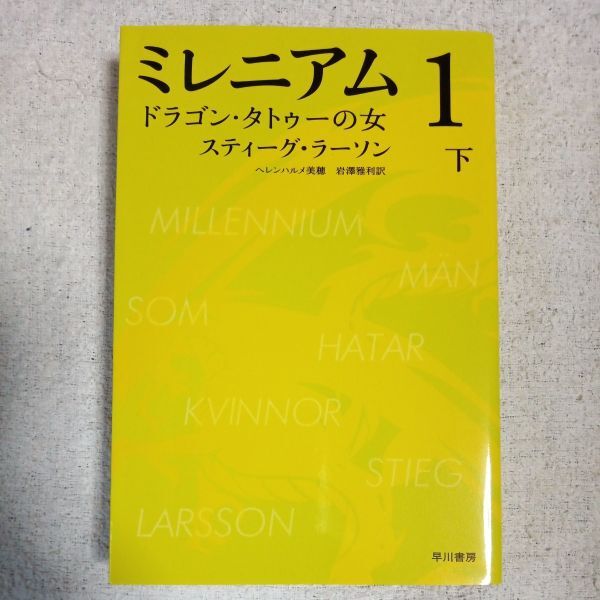 ミレニアム 1
ドラゴン・タトゥーの女
スティーグ・ラーソン 下
ヘレンハルメ美穂 岩澤雅利訳
MILLENNIUM
MÄN
SOM
HATAR
KVINNOR
STIEG
LARSSON
早川書房